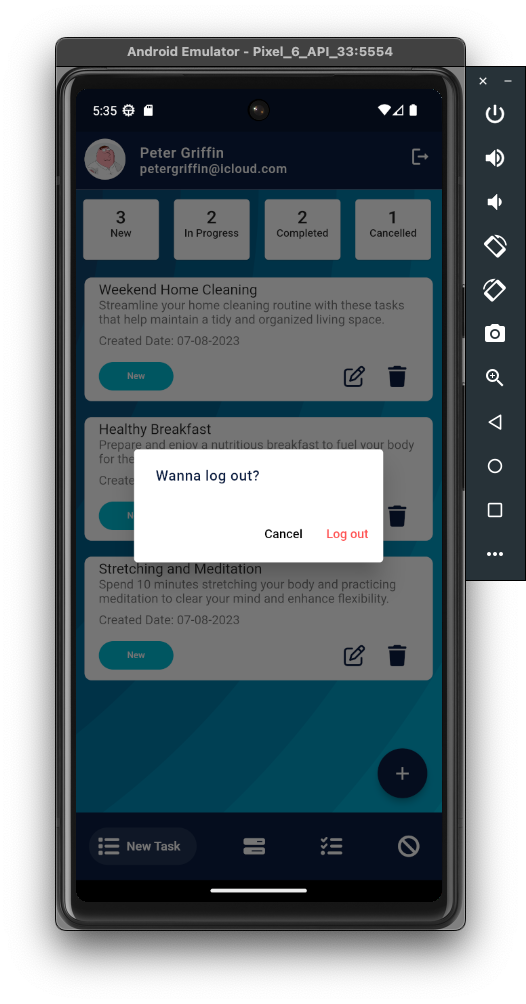 Android Emulator - Pixel_6_API_33:5554
5:35
Peter Griffin
petergriffin@icloud.com
3
New
2
In Progress
2
Completed
1
Cancelled
Weekend Home Cleaning
Streamline your home cleaning routine with these tasks
that help maintain a tidy and organized living space.
Created Date: 07-08-2023
New
Healthy Breakfast
Prepare and enjoy a nutritious breakfast to fuel your body
for the
Create
N
Wanna log out?
Cancel
Log out
Stretching and Meditation
Spend 10 minutes stretching your body and practicing
meditation to clear your mind and enhance flexibility.
Created Date: 07-08-2023
New
New Task